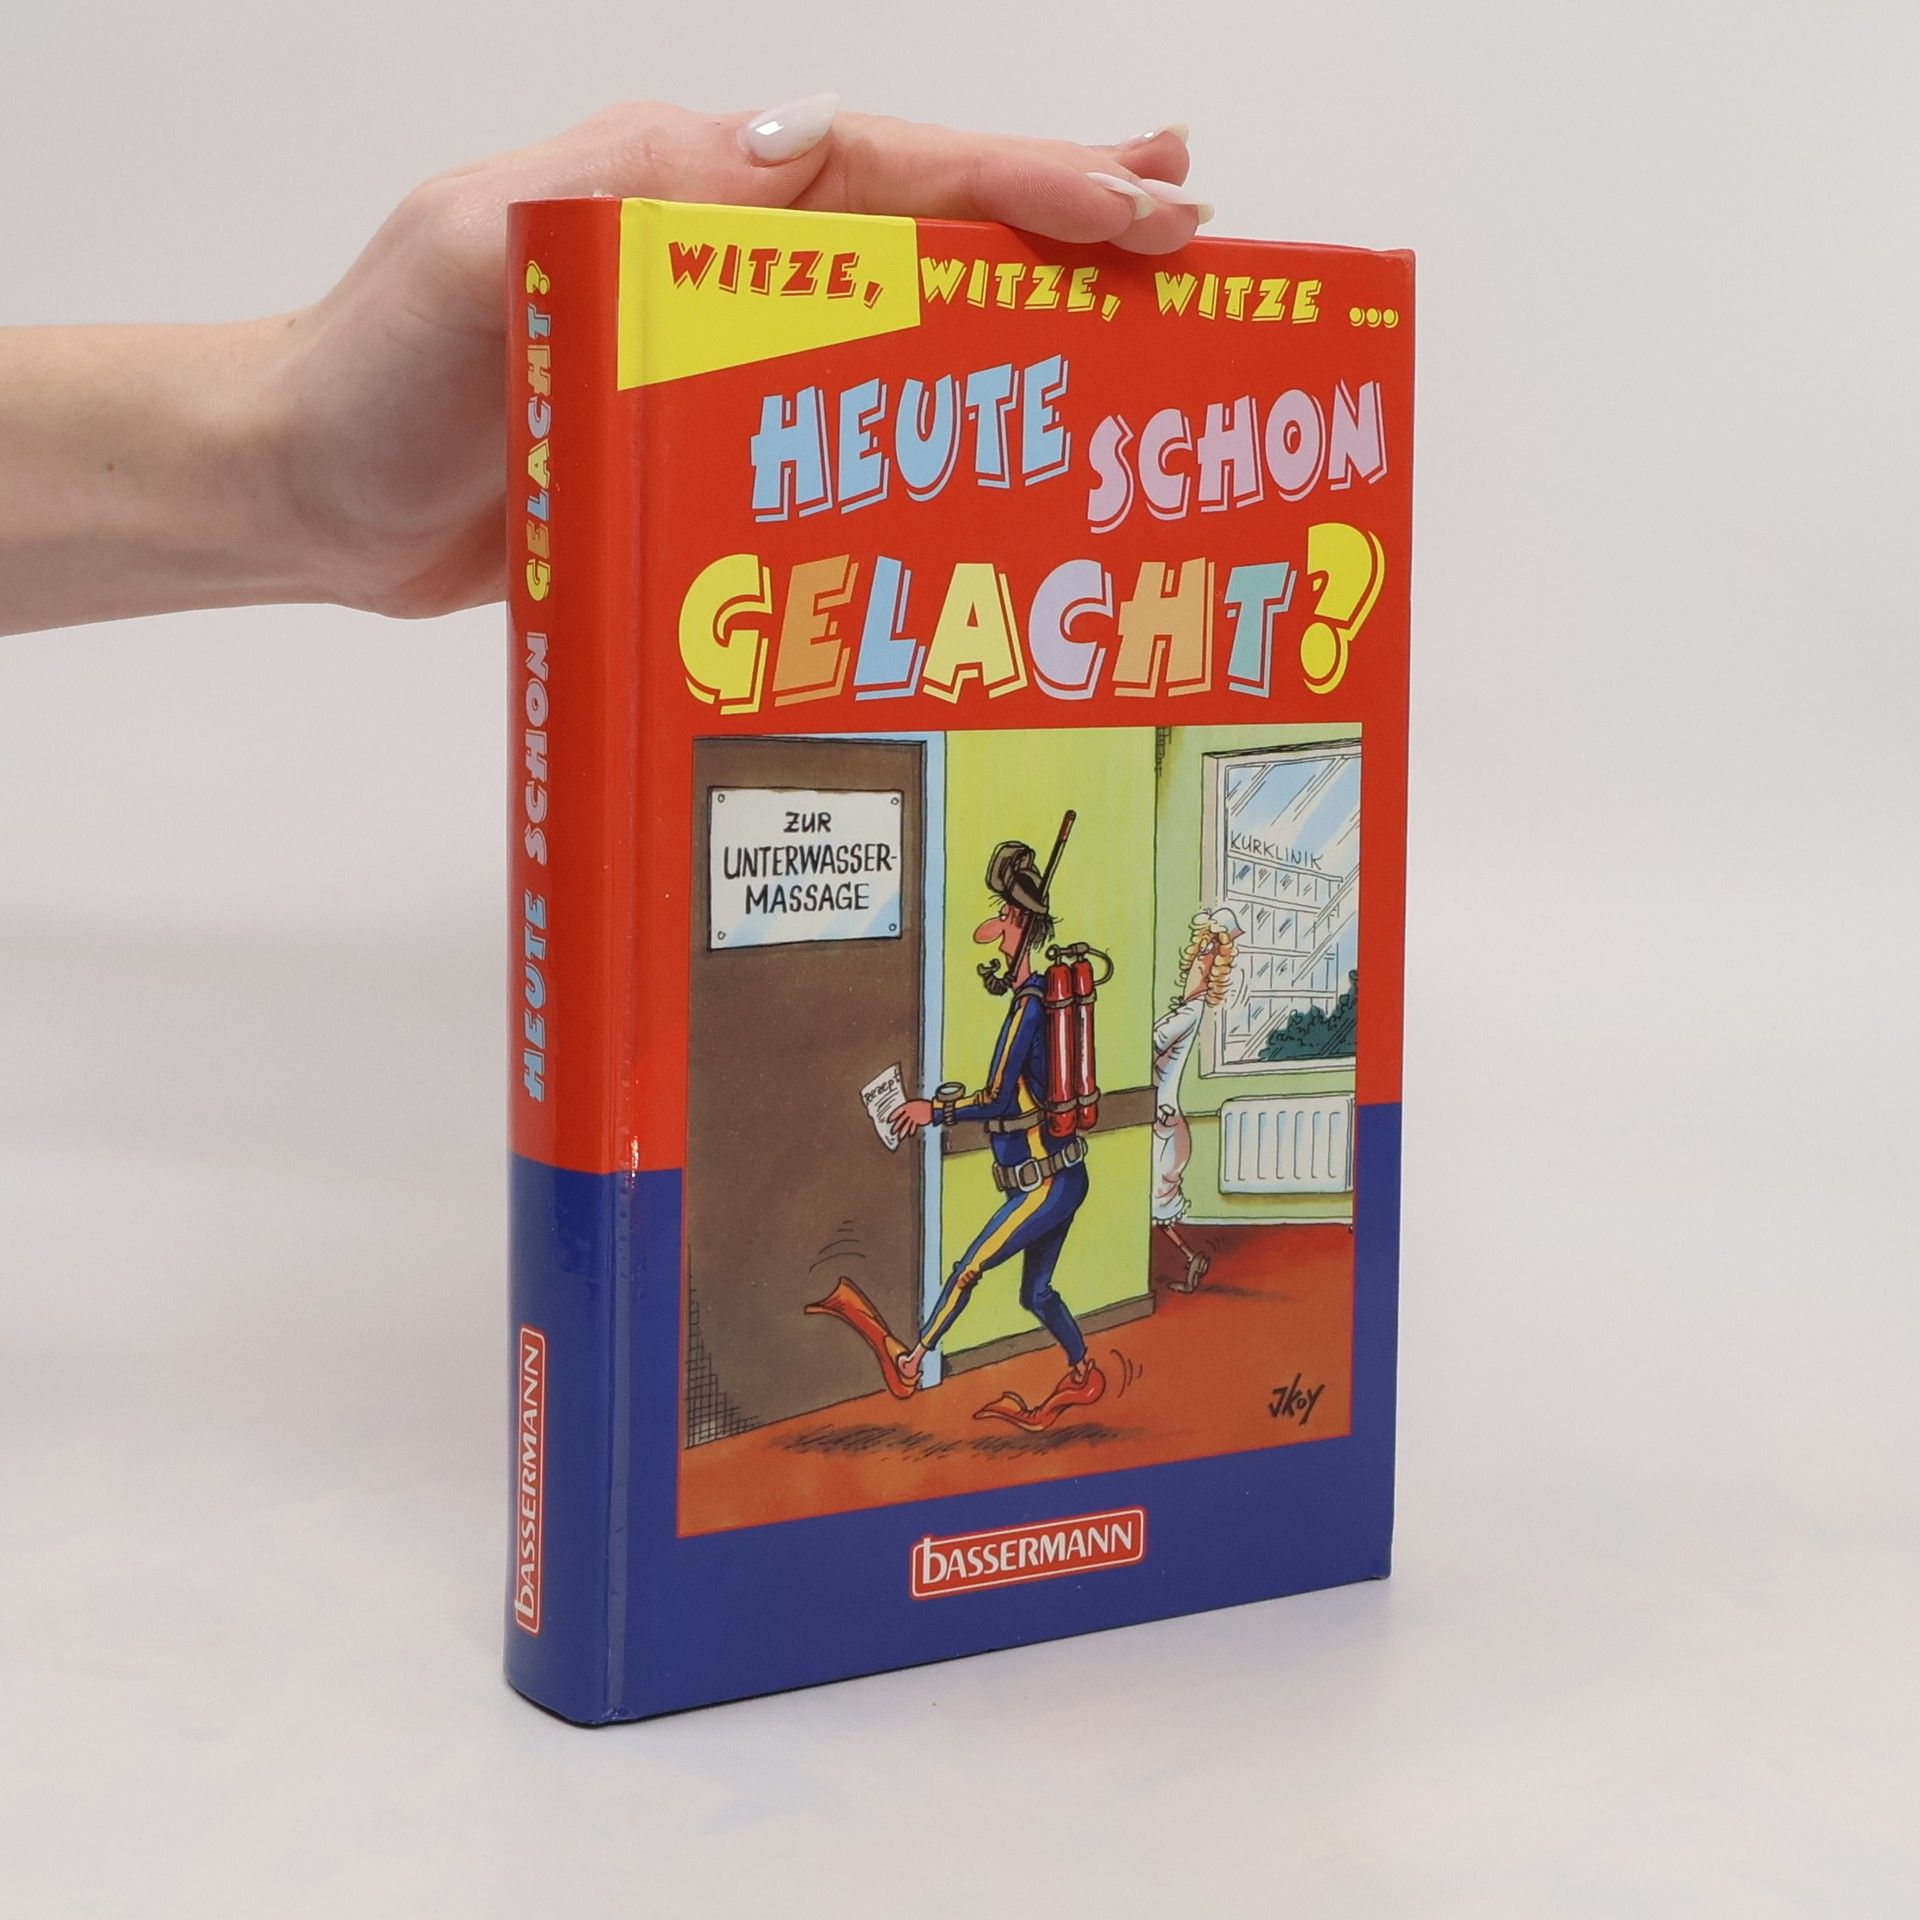 WITZE, WITZE, WITZE ...
HEUTE SCHON
GELACHT?
ZUR
UNTERWASSER-
MASSAGE
KURKLINIK
Rezept
JKoY
bASSERMANN
HEUTE SCHON GELACHT?
bASSERMANN